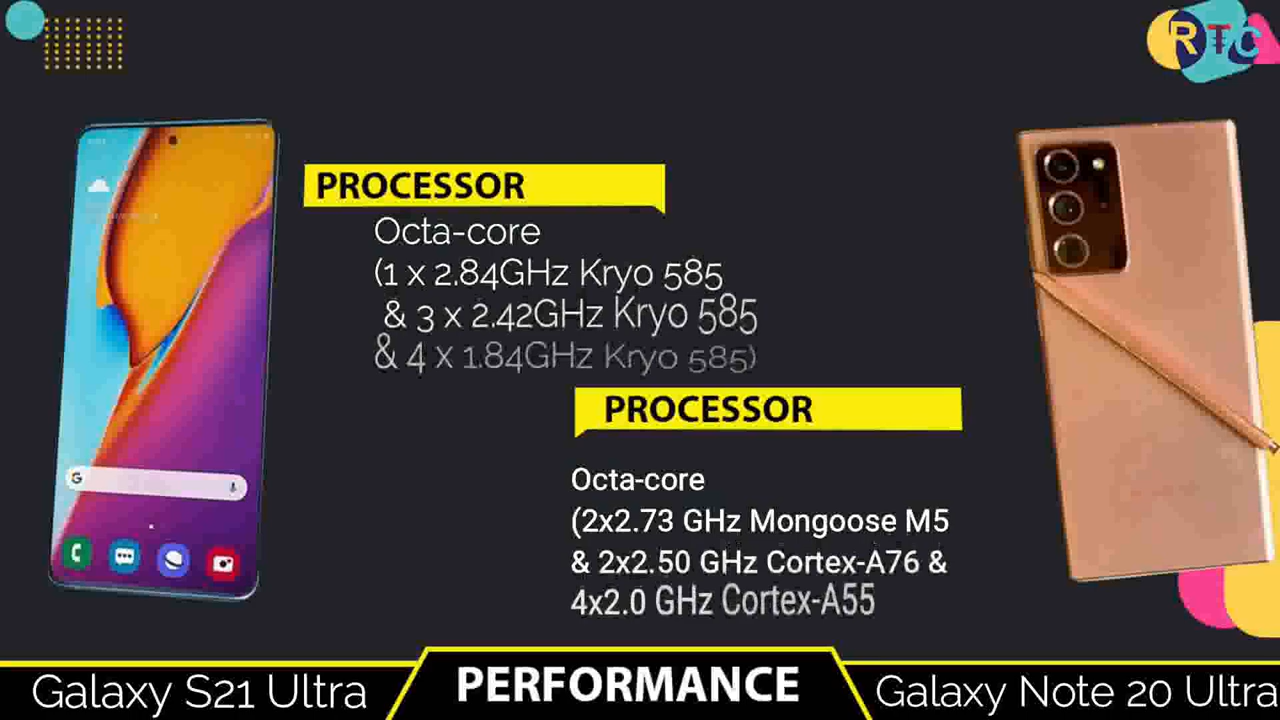 RTC
PROCESSOR
Octa-core
(1 x 2.84GHz Kryo 585
& 3 x 2.42GHz Kryo 585
& 4 x 1.84GHz Kryo 585)
PROCESSOR
Octa-core
(2x2.73 GHz Mongoose M5
& 2x2.50 GHz Cortex-A76 &
4x2.0 GHz Cortex-A55
Galaxy S21 Ultra
PERFORMANCE
Galaxy Note 20 Ultra